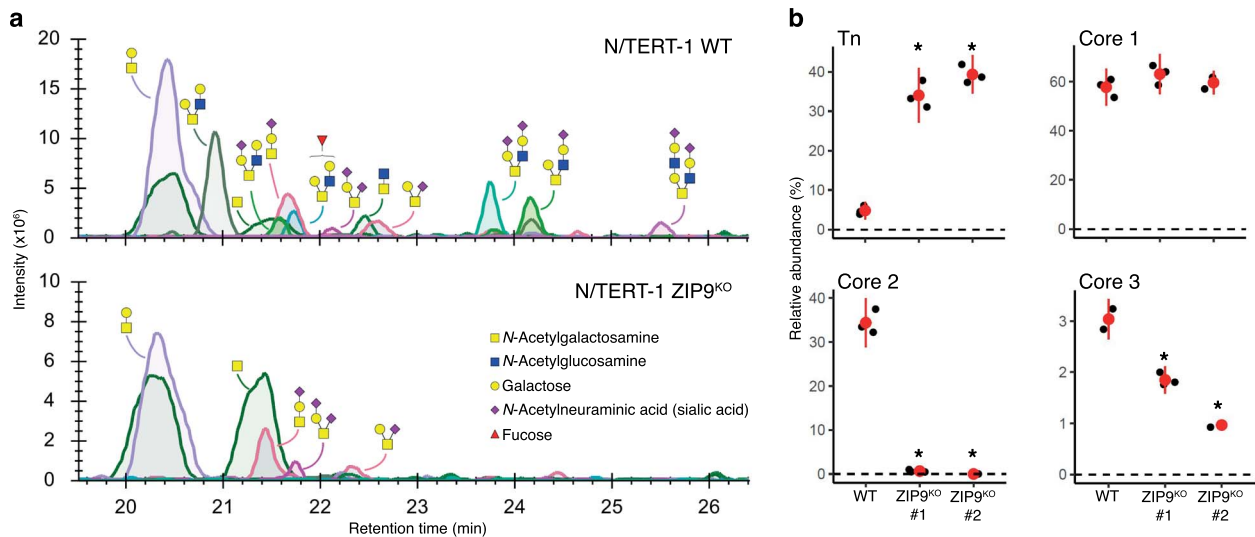 a
N/TERT-1 WT
20
15
10
5
0
Intensity (x10⁶)
N/TERT-1 ZIP9ᴷᴼ
10
8
6
4
2
0
N-Acetylgalactosamine
N-Acetylglucosamine
Galactose
N-Acetylneuraminic acid (sialic acid)
Fucose
20 21 22 23 24 25 26
Retention time (min)
b
Relative abundance (%)
Tn
40
30
20
10
0
* *
Core 1
60
40
20
0
Core 2
40
30
20
10
0
* *
WT ZIP9ᴷᴼ ZIP9ᴷᴼ
#1 #2
Core 3
3
2
1
0
*
*
WT ZIP9ᴷᴼ ZIP9ᴷᴼ
#1 #2